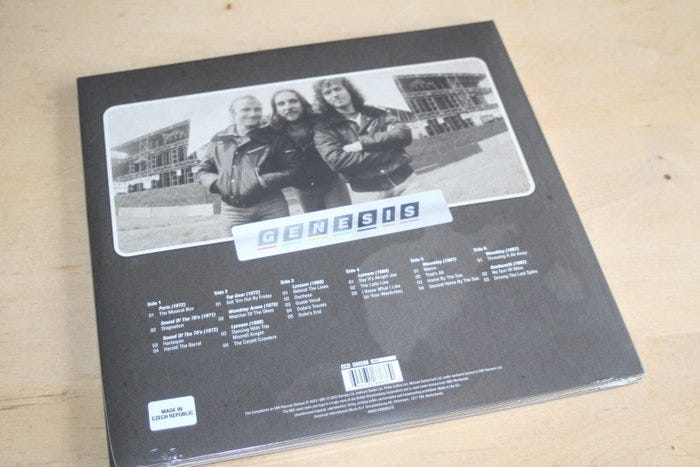 GENESIS
Side 1
Paris (1972)
01 The Musical Box
Sound Of The 70's (1971)
02 Stagnation
Sound Of The 70's (1972)
03 Harlequin
04 Harold The Barrel
Side 2
Top Gear (1972)
01 Get 'Em Out By Friday
Wembley Arena (1975)
02 Watcher Of The Skies
Lyceum (1980)
03 Dancing With The
Moonlit Knight
04 The Carpet Crawlers
Side 3
Lyceum (1980)
01 Behind The Lines
02 Duchess
03 Guide Vocal
04 Duke's Travels
05 Duke's End
Side 4
Lyceum (1980)
01 Say It's Alright Joe
02 The Lady Lies
03 I Know What I Like
(In Your Wardrobe)
Side 5
Wembley (1987)
01 Mama
02 That's All
03 Home By The Sea
04 Second Home By The Sea
Side 6
Wembley (1987)
01 Throwing It All Away
Knebworth (1992)
02 No Son Of Mine
03 Driving The Last Spike
MADE IN
CZECH REPUBLIC